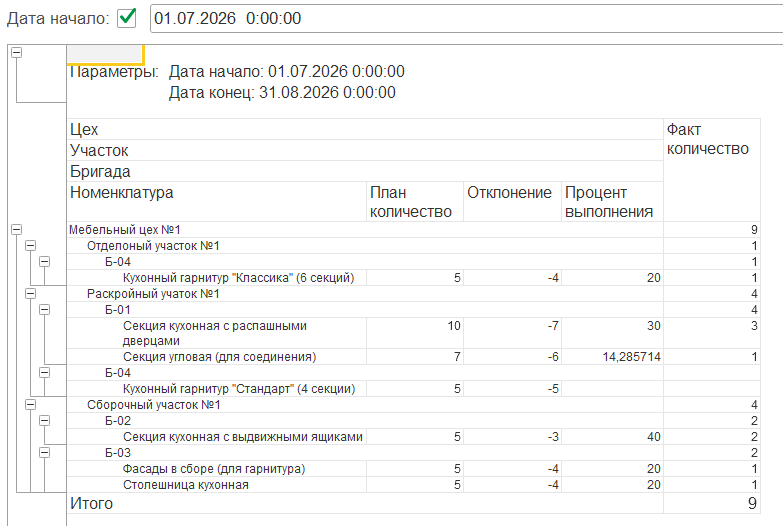 Дата начало: 01.07.2026 0:00:00
Параметры: Дата начало: 01.07.2026 0:00:00
Дата конец: 31.08.2026 0:00:00
Цех Факт
Участок количество
Бригада
Номенклатура План Отклонение Процент
количество выполнения
Мебельный цех №1 9
Отделоный участок №1 1
Б-04 1
Кухонный гарнитур "Классика" (6 секций) 5 -4 20 1
Раскройный учаток №1 4
Б-01 4
Секция кухонная с распашными 10 -7 30 3
дверцами
Секция угловая (для соединения) 7 -6 14,285714 1
Б-04
Кухонный гарнитур "Стандарт" (4 секции) 5 -5
Сборочный участок №1 4
Б-02 2
Секция кухонная с выдвижными ящиками 5 -3 40 2
Б-03 2
Фасады в сборе (для гарнитура) 5 -4 20 1
Столешница кухонная 5 -4 20 1
Итого 9